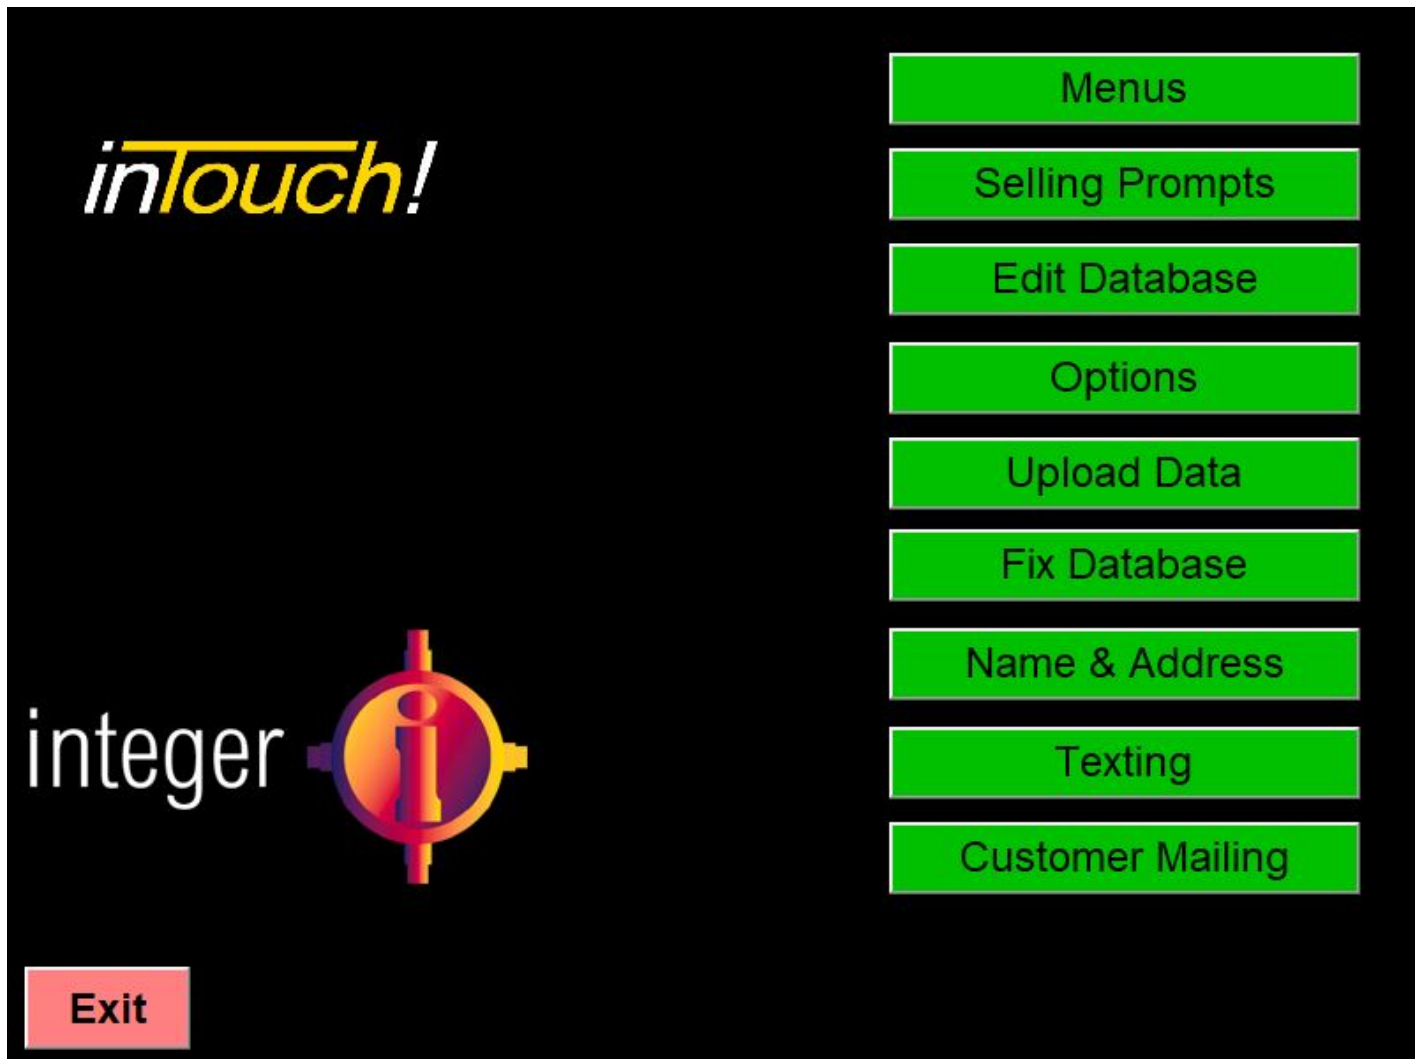 inTouch!
Menus
Selling Prompts
Edit Database
Options
Upload Data
Fix Database
Name & Address
Texting
Customer Mailing
integer i
Exit